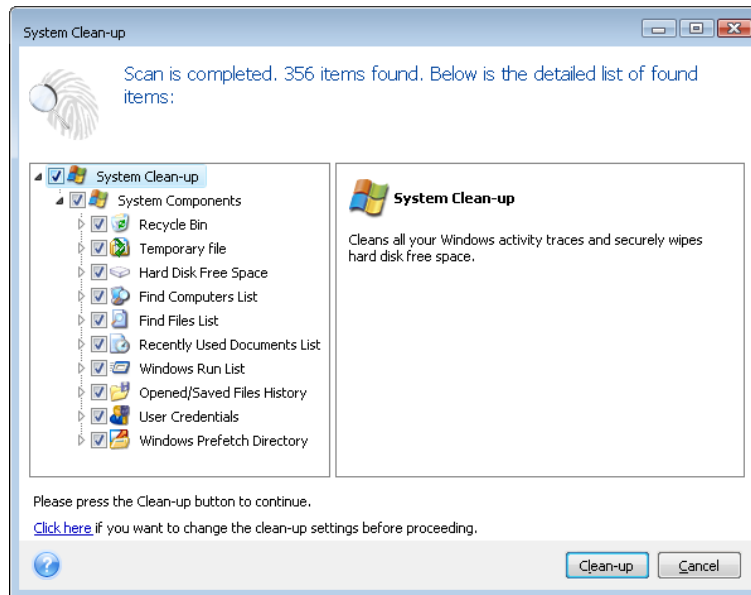 System Clean-up
Scan is completed. 356 items found. Below is the detailed list of found
items:
System Clean-up
System Components
Recycle Bin
Temporary file
Hard Disk Free Space
Find Computers List
Find Files List
Recently Used Documents List
Windows Run List
Opened/Saved Files History
User Credentials
Windows Prefetch Directory
System Clean-up
Cleans all your Windows activity traces and securely wipes
hard disk free space.
Please press the Clean-up button to continue.
Click here if you want to change the clean-up settings before proceeding.
Clean-up
Cancel